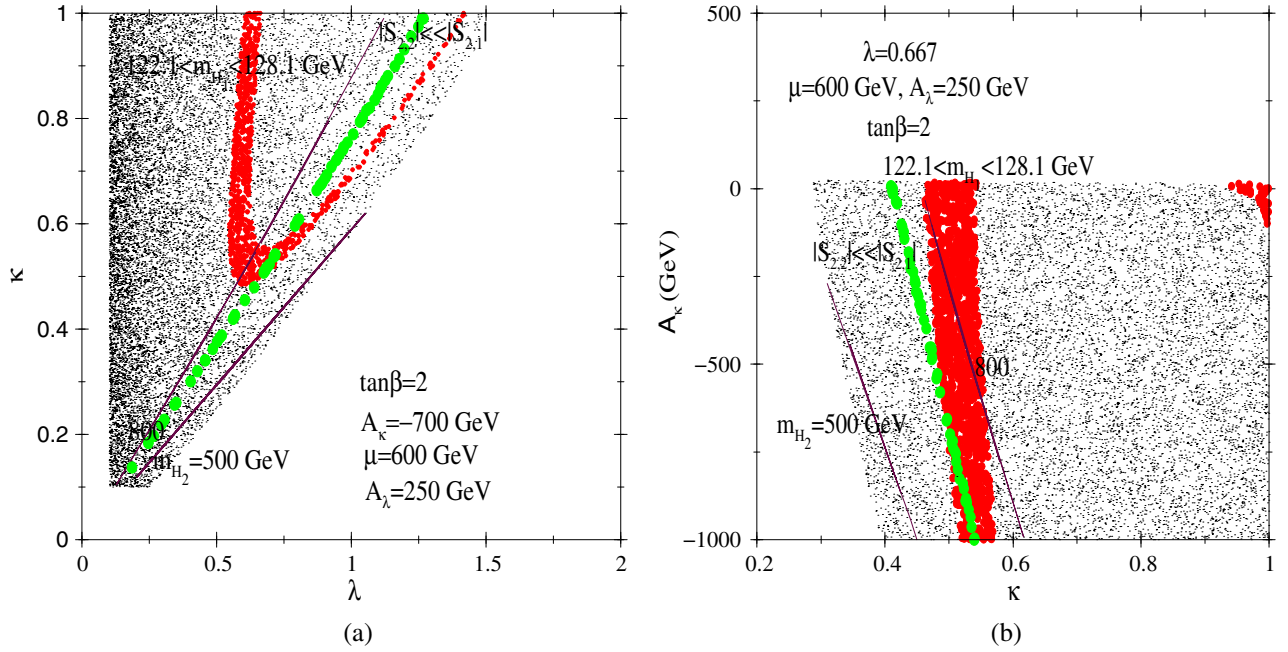 1
0.8
0.6
0.4
0.2
0
κ
0
0.5
1
1.5
2
λ
|S₂,₂|<<|S₂,₁|
122.1<m_H₁<128.1 GeV
800
m_H₂=500 GeV
tanβ=2
A_κ=−700 GeV
μ=600 GeV
A_λ=250 GeV
(a)
500
0
−500
−1000
A_κ (GeV)
0.2
0.4
0.6
0.8
1
κ
λ=0.667
μ=600 GeV, A_λ=250 GeV
tanβ=2
122.1<m_H₁<128.1 GeV
|S₂,₂|<<|S₂,₁|
800
m_H₂=500 GeV
(b)